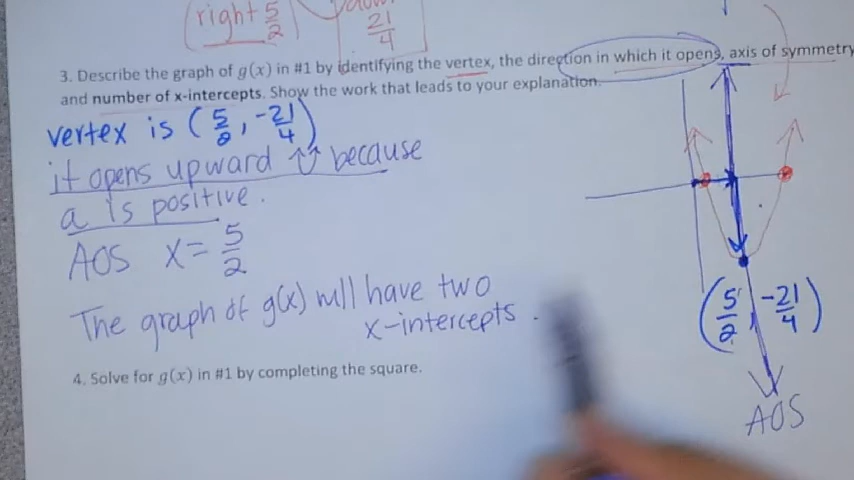 right 5/2
21/4
3. Describe the graph of g(x) in #1 by identifying the vertex, the direction in which it opens, axis of symmetry
and number of x-intercepts. Show the work that leads to your explanation.
vertex is (5/2, -21/4)
it opens upward because
a is positive.
AOS x = 5/2
The graph of g(x) will have two
x-intercepts.
(5/2, -21/4)
4. Solve for g(x) in #1 by completing the square.
AOS